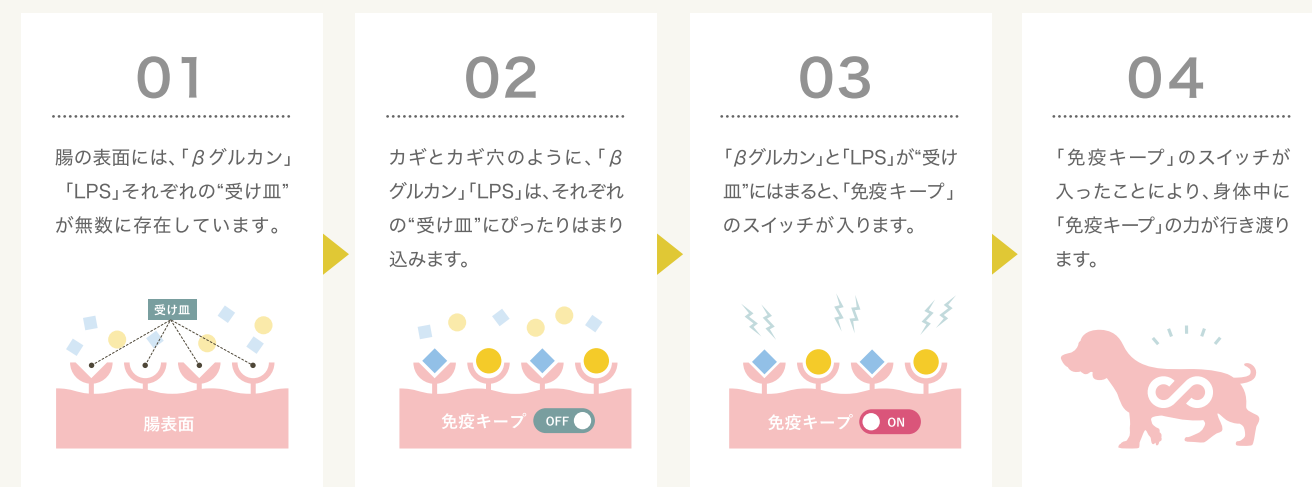 01
腸の表面には、「βグルカン」
「LPS」それぞれの“受け皿”
が無数に存在しています。
受け皿
腸表面
02
カギとカギ穴のように、「β
グルカン」「LPS」は、それぞれ
の“受け皿”にぴったりはまり
込みます。
免疫キープ OFF
03
「βグルカン」と「LPS」が“受け
皿”にはまると、「免疫キープ」
のスイッチが入ります。
免疫キープ ON
04
「免疫キープ」のスイッチが
入ったことにより、身体中に
「免疫キープ」の力が行き渡り
ます。